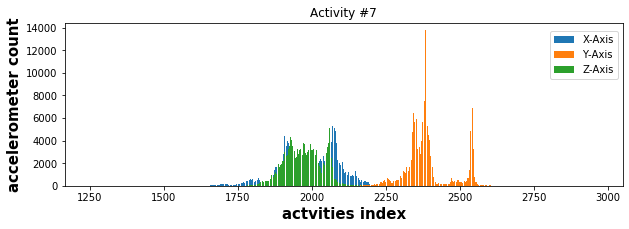 Activity #7
accelerometer count
14000
12000
10000
8000
6000
4000
2000
0
X-Axis
Y-Axis
Z-Axis
1250 1500 1750 2000 2250 2500 2750 3000
actvities index